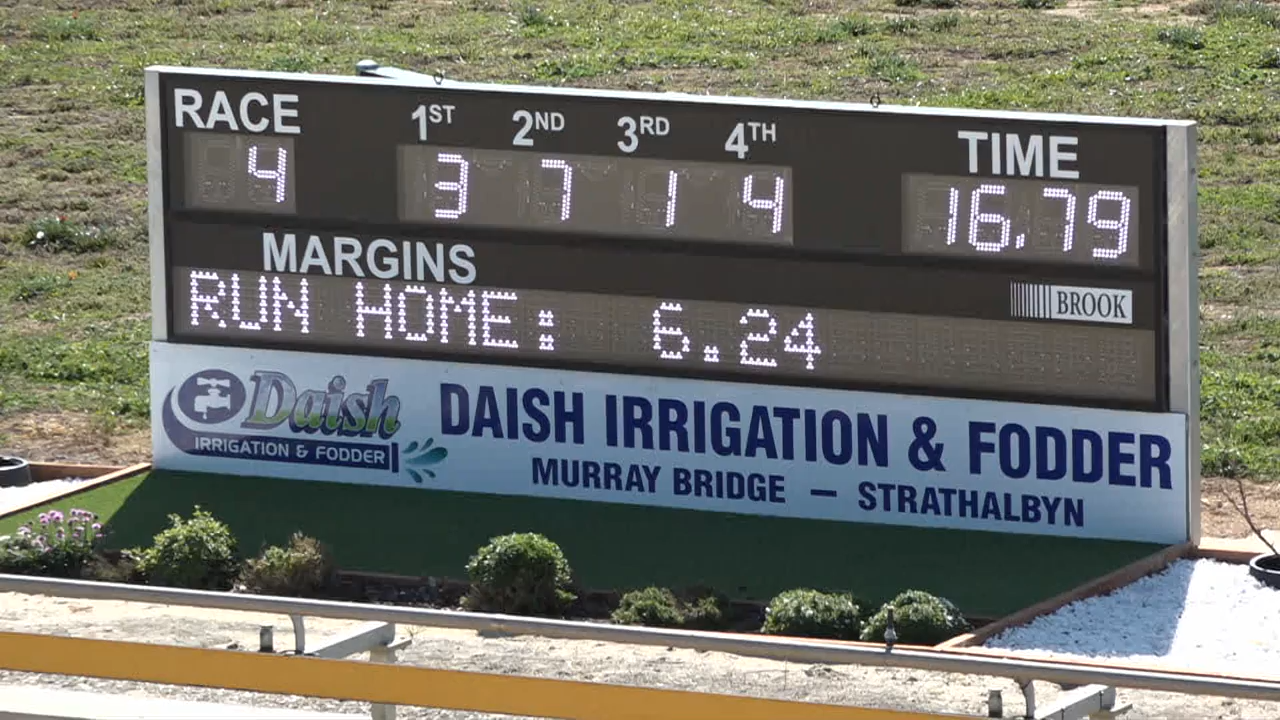 RACE 1ST 2ND 3RD 4TH TIME
4 3 7 1 4 16.79
MARGINS
BROOK
RUN HOME: 6.24
Daish
IRRIGATION & FODDER
DAISH IRRIGATION & FODDER
MURRAY BRIDGE – STRATHALBYN